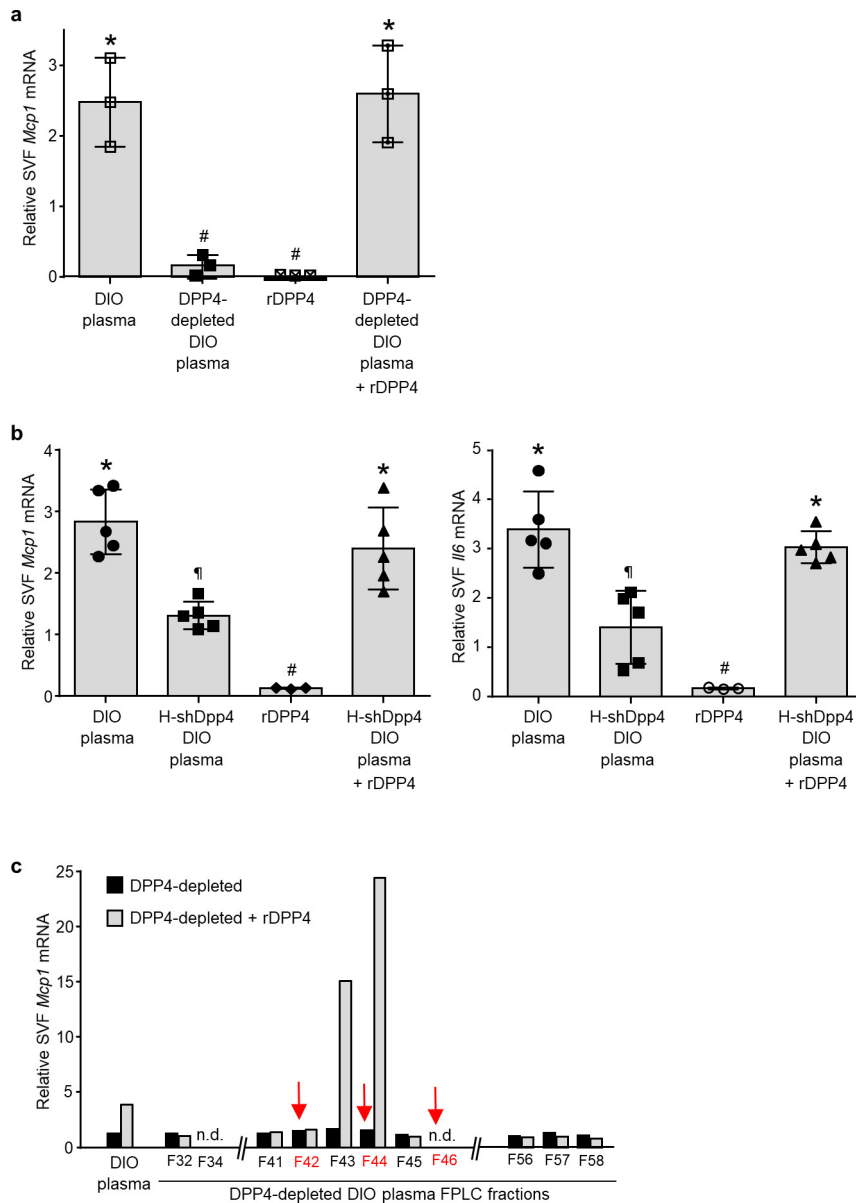 a
Relative SVF Mcp1 mRNA
3
2
1
0
*
#
#
*
DIO
plasma
DPP4-
depleted
DIO
plasma
rDPP4
DPP4-
depleted
DIO
plasma
+ rDPP4
b
Relative SVF Mcp1 mRNA
4
3
2
1
0
*
¶
#
*
DIO
plasma
H-shDpp4
DIO
plasma
rDPP4
H-shDpp4
DIO
plasma
+ rDPP4
Relative SVF Il6 mRNA
5
4
3
2
1
0
*
¶
#
*
DIO
plasma
H-shDpp4
DIO
plasma
rDPP4
H-shDpp4
DIO
plasma
+ rDPP4
c
Relative SVF Mcp1 mRNA
25
20
15
10
5
0
DPP4-depleted
DPP4-depleted + rDPP4
n.d.
n.d.
DIO
plasma
F32 F34
F41 F42 F43 F44 F45 F46
F56 F57 F58
DPP4-depleted DIO plasma FPLC fractions